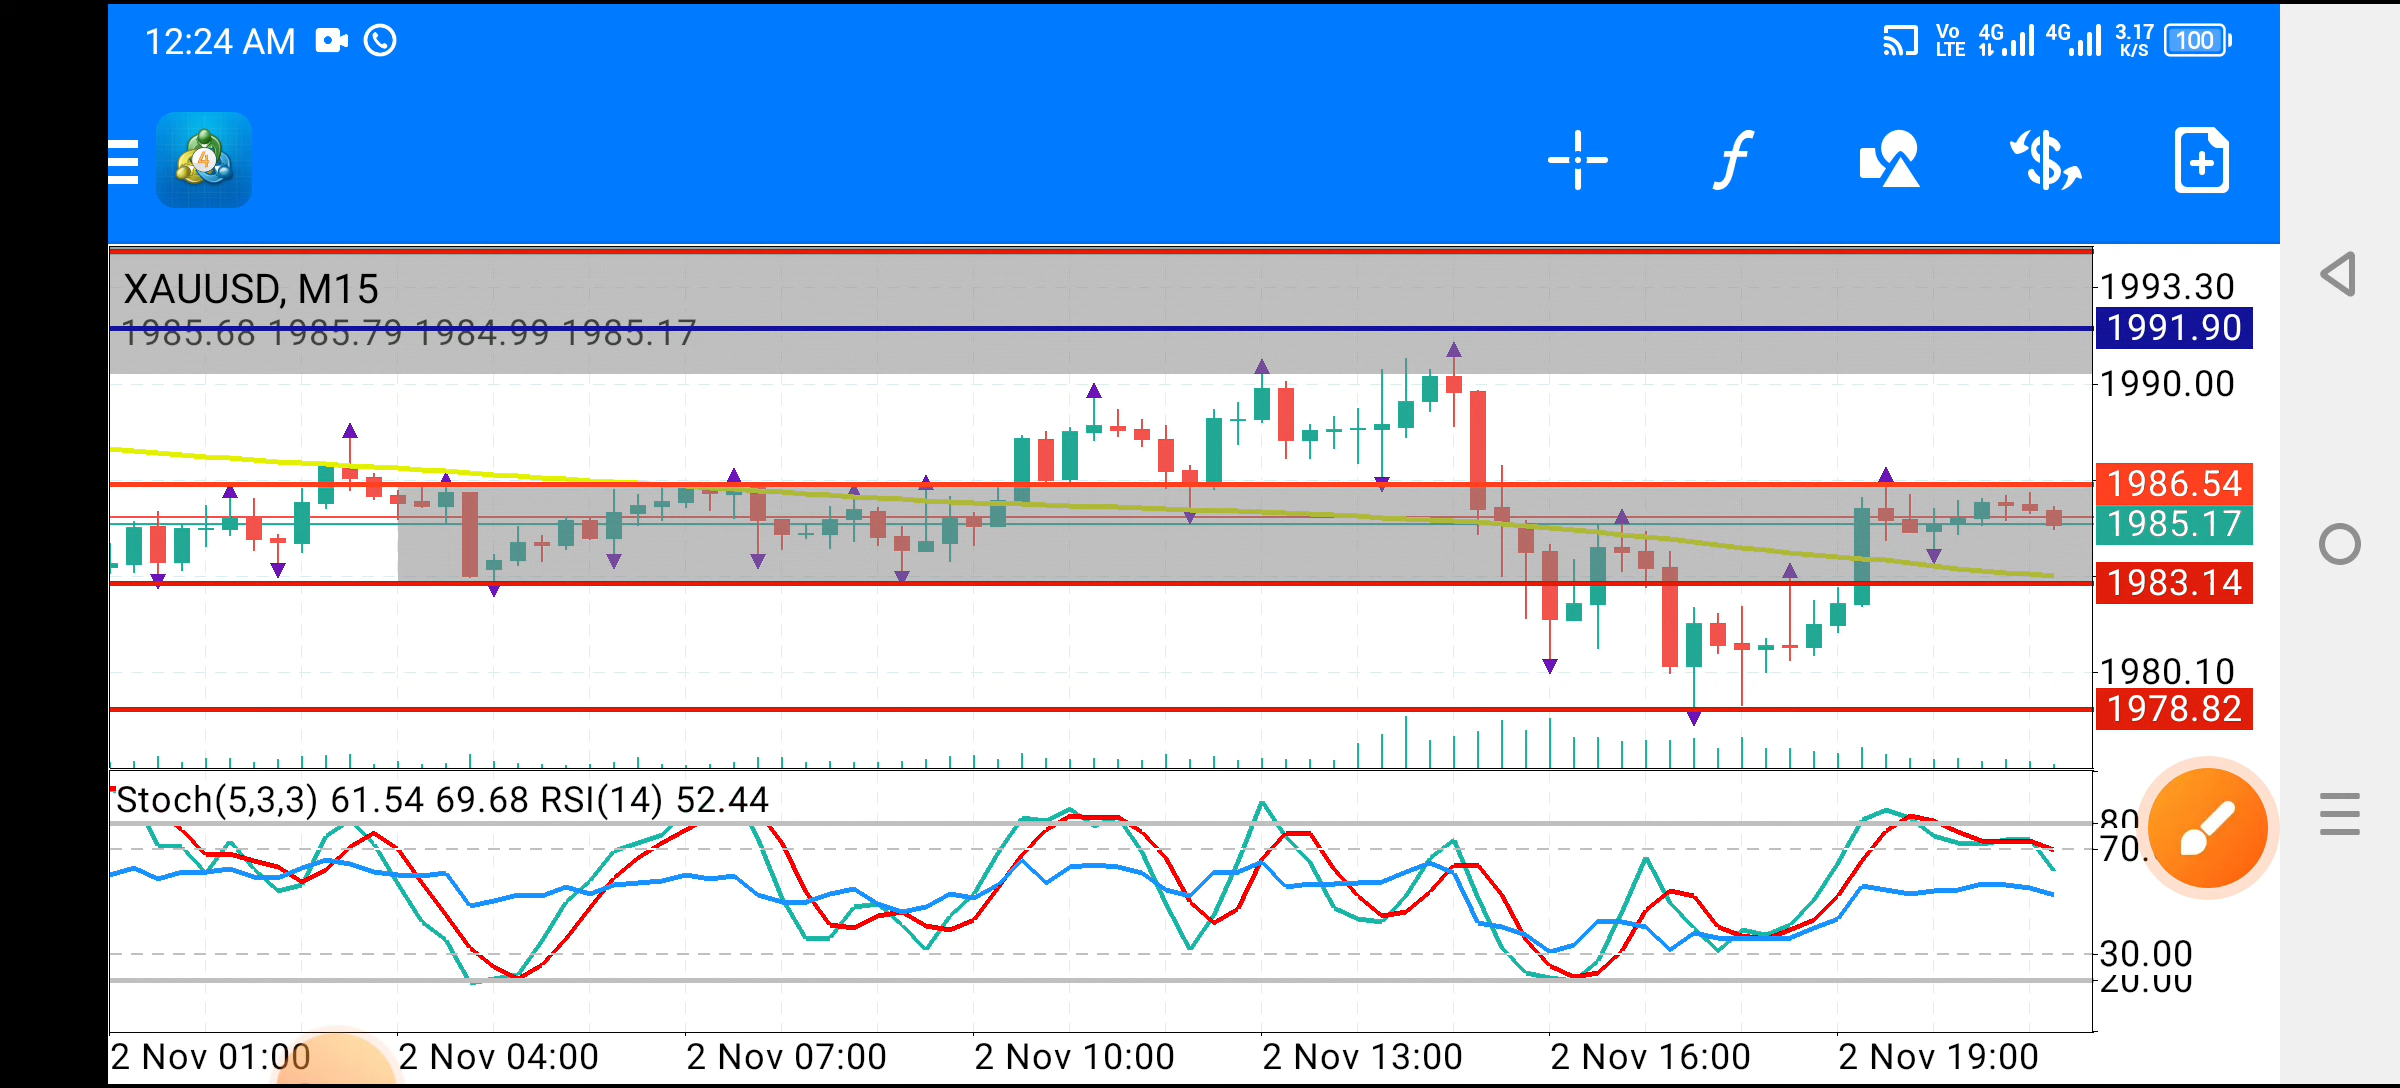 12:24 AM
Vo LTE 4G 4G 3.17 K/S 100
4
XAUUSD, M15
1985.68 1985.79 1984.99 1985.17
1993.30
1991.90
1990.00
1986.54
1985.17
1983.14
1980.10
1978.82
Stoch(5,3,3) 61.54 69.68 RSI(14) 52.44
80
70.
30.00
20.00
2 Nov 01:00 2 Nov 04:00 2 Nov 07:00 2 Nov 10:00 2 Nov 13:00 2 Nov 16:00 2 Nov 19:00